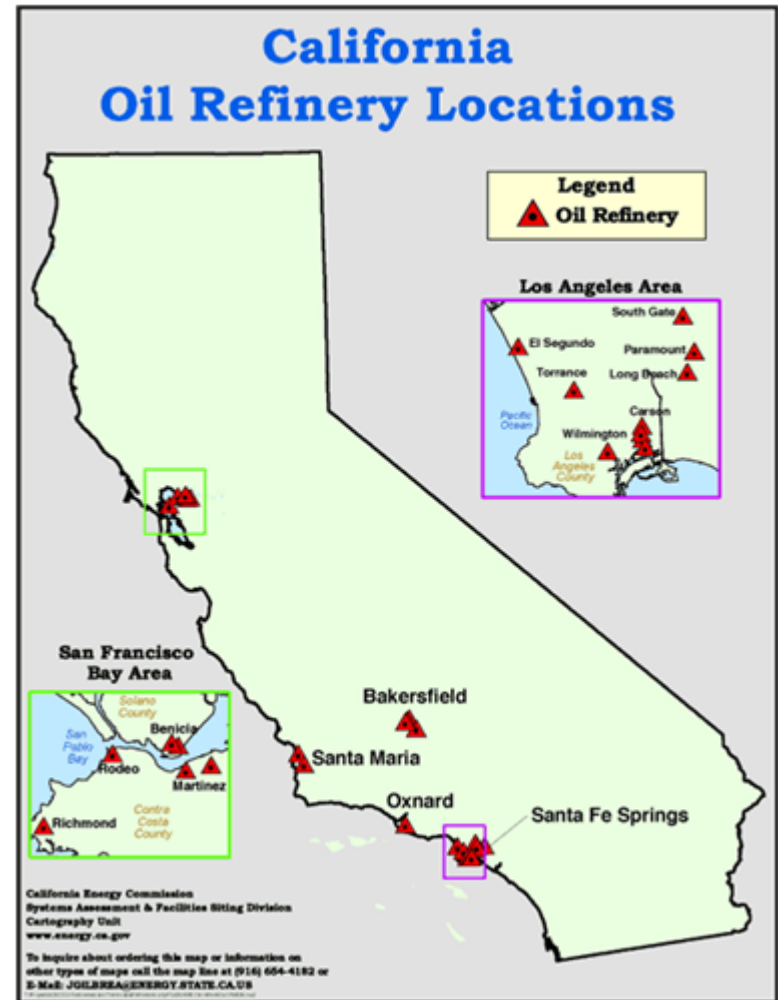 California
Oil Refinery Locations
Legend
Oil Refinery
Los Angeles Area
South Gate
El Segundo
Paramount
Torrance
Long Beach
Pacific
Ocean
Carson
Wilmington
Los
Angeles
County
San Francisco
Bay Area
Solano
County
San
Pablo
Bay
Benicia
Rodeo
Martinez
Richmond
Contra
Costa
County
Bakersfield
Santa Maria
Oxnard
Santa Fe Springs
California Energy Commission
Systems Assessment & Facilities Siting Division
Cartography Unit
www.energy.ca.gov
To inquire about ordering this map or information on
other types of maps call the map line at (916) 654-4182 or
E-Mail: JGILBREA@ENERGY.STATE.CA.US